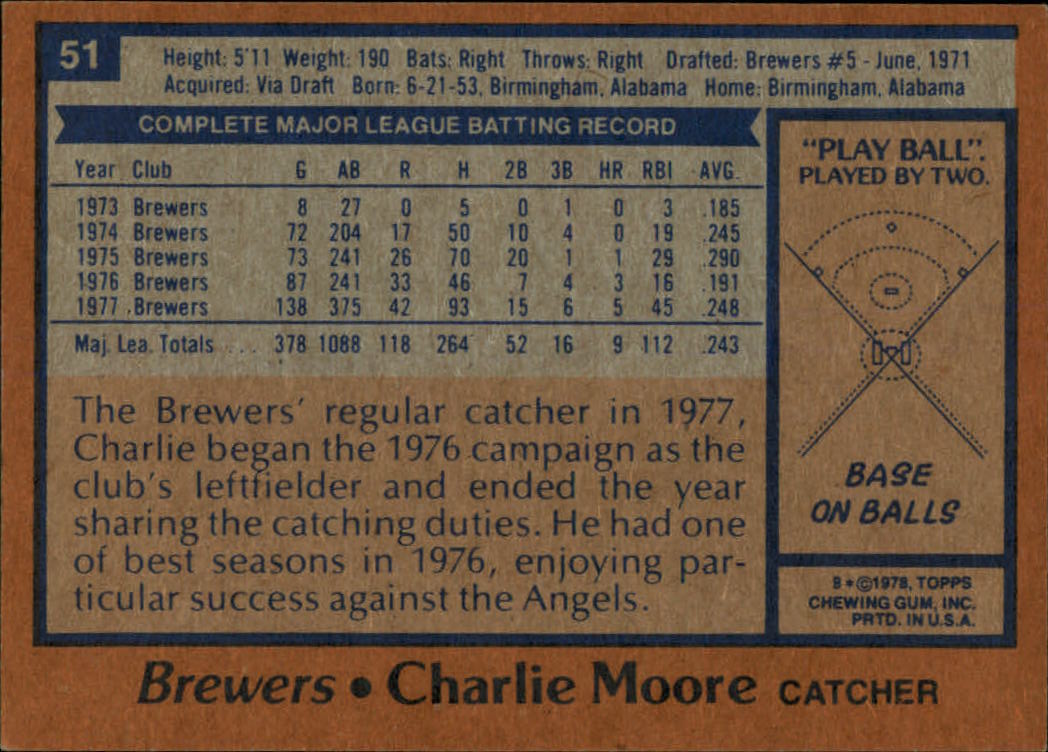 51
Height: 5'11 Weight: 190 Bats: Right Throws: Right Drafted: Brewers #5 - June, 1971
Acquired: Via Draft Born: 6-21-53, Birmingham, Alabama Home: Birmingham, Alabama
COMPLETE MAJOR LEAGUE BATTING RECORD
Year Club G AB R H 2B 3B HR RBI AVG.
1973 Brewers 8 27 0 5 0 1 0 3 .185
1974 Brewers 72 204 17 50 10 4 0 19 .245
1975 Brewers 73 241 26 70 20 1 1 29 .290
1976 Brewers 87 241 33 46 7 4 3 16 .191
1977 Brewers 138 375 42 93 15 6 5 45 .248
Maj. Lea. Totals ... 378 1088 118 264 52 16 9 112 .243
The Brewers' regular catcher in 1977,
Charlie began the 1976 campaign as the
club's leftfielder and ended the year
sharing the catching duties. He had one
of best seasons in 1976, enjoying par-
ticular success against the Angels.
"PLAY BALL".
PLAYED BY TWO.
BASE
ON BALLS
B*©1978, TOPPS
CHEWING GUM, INC.
PRTD. IN U.S.A.
Brewers • Charlie Moore CATCHER